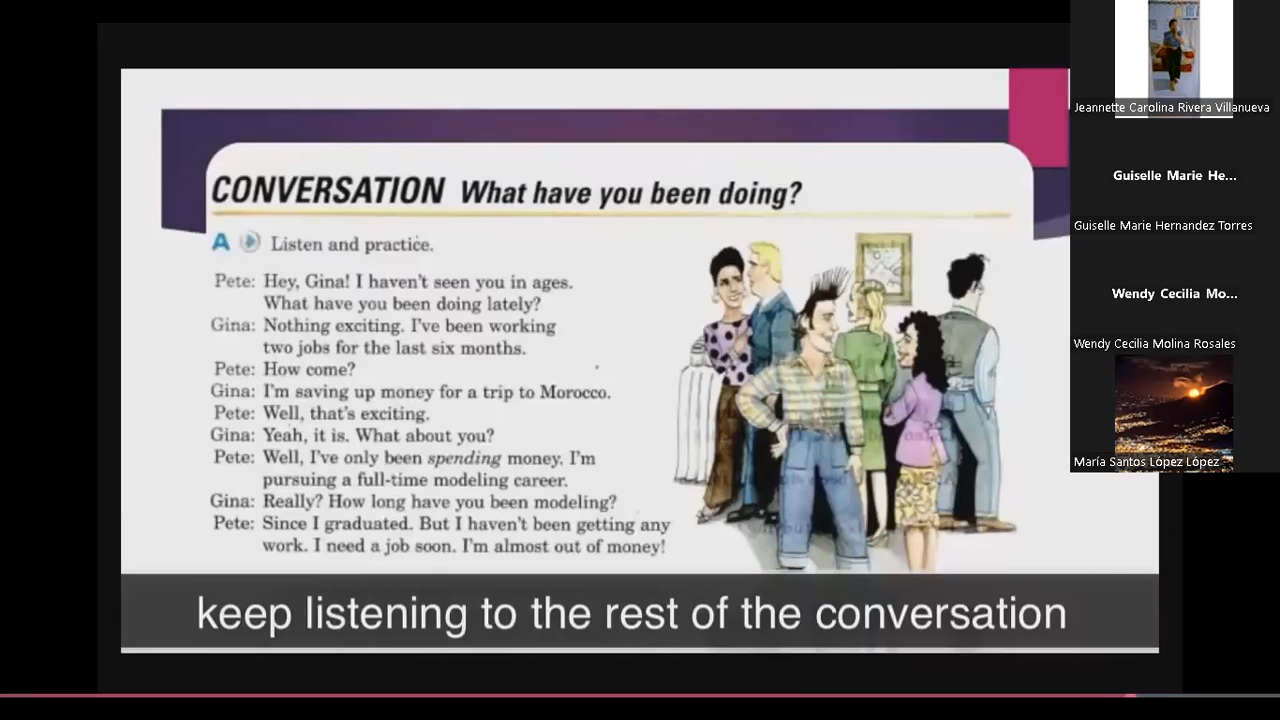 CONVERSATION What have you been doing?
A Listen and practice.
Pete: Hey, Gina! I haven't seen you in ages.
What have you been doing lately?
Gina: Nothing exciting. I've been working
two jobs for the last six months.
Pete: How come?
Gina: I'm saving up money for a trip to Morocco.
Pete: Well, that's exciting.
Gina: Yeah, it is. What about you?
Pete: Well, I've only been spending money. I'm
pursuing a full-time modeling career.
Gina: Really? How long have you been modeling?
Pete: Since I graduated. But I haven't been getting any
work. I need a job soon. I'm almost out of money!
keep listening to the rest of the conversation
Jeannette Carolina Rivera Villanueva
Guiselle Marie He...
Guiselle Marie Hernandez Torres
Wendy Cecilia Mo...
Wendy Cecilia Molina Rosales
María Santos López López